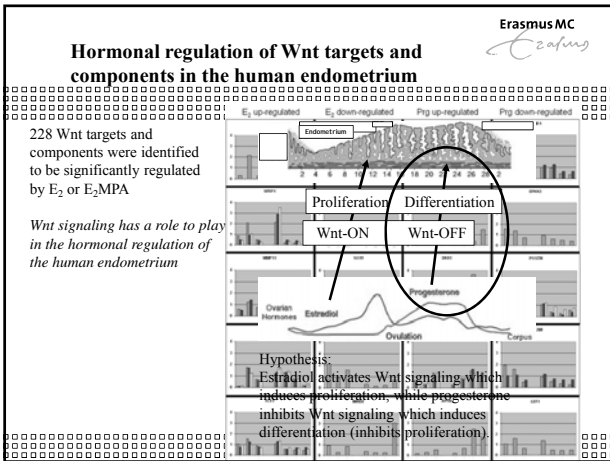 Erasmus MC
Erasmus
Hormonal regulation of Wnt targets and
components in the human endometrium
E2 up-regulated E2 down-regulated Prg up-regulated Prg down-regulated
228 Wnt targets and
components were identified
to be significantly regulated
by E2 or E2MPA
Wnt signaling has a role to play
in the hormonal regulation of
the human endometrium
Endometrium
2 4 6 8 10 12 14 16 18 20 22 24 26 28 2
Proliferation Differentiation
Wnt-ON Wnt-OFF
Progesterone
Ovarian
Hormones
Estradiol
Ovulation
Corpus
Hypothesis:
Estradiol activates Wnt signaling which
induces proliferation, while progesterone
inhibits Wnt signaling which induces
differentiation (inhibits proliferation).